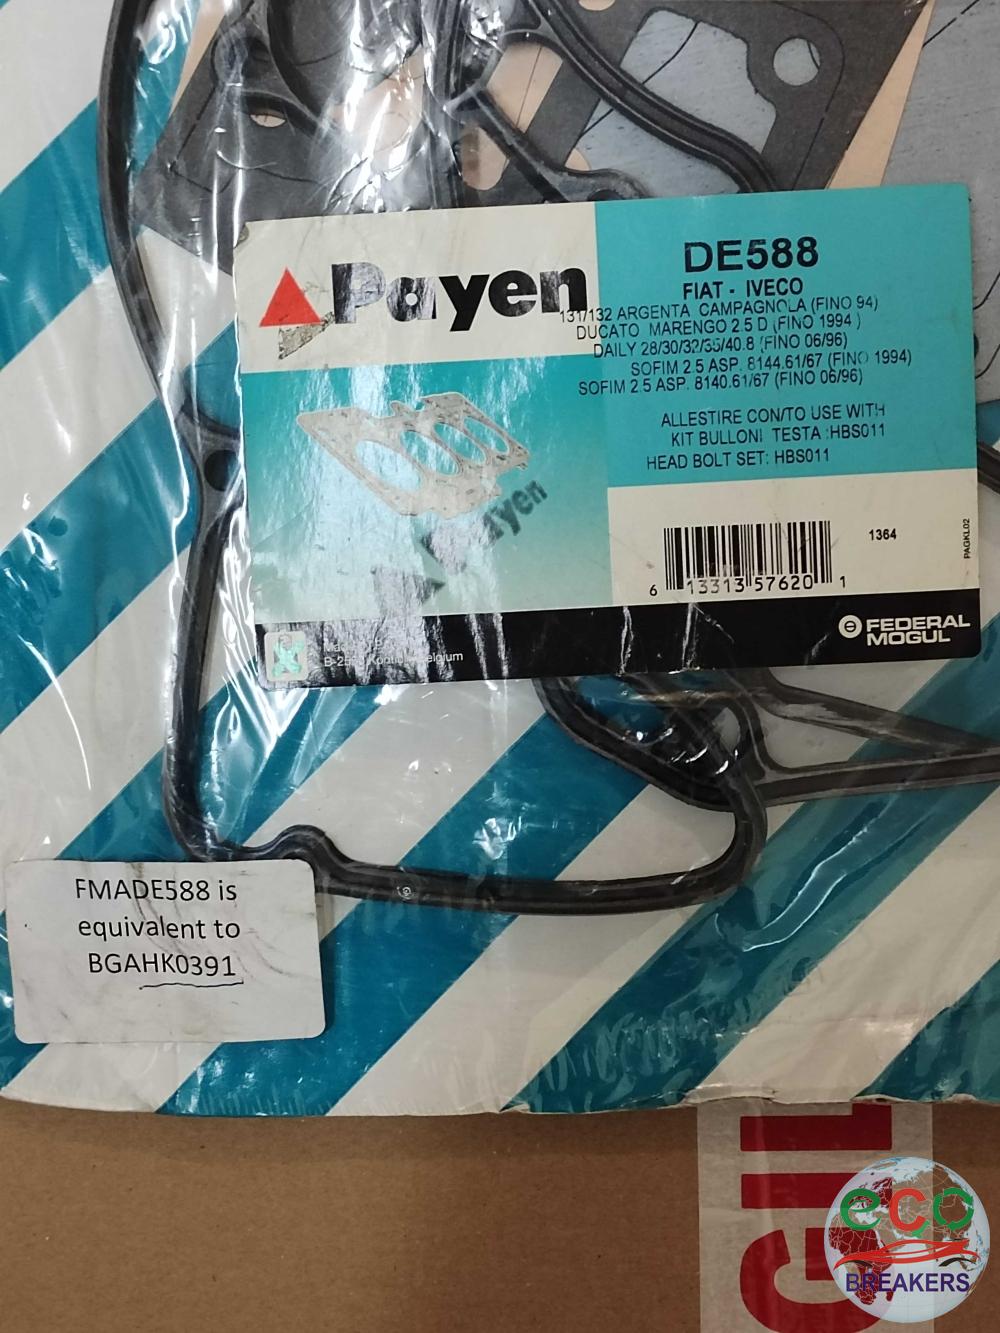 Payen
DE588
FIAT - IVECO
131/132 ARGENTA CAMPAGNOLA (FINO 94)
DUCATO MARENGO 2.5 D (FINO 1994 )
DAILY 28/30/32/35/40.8 (FINO 06/96)
SOFIM 2.5 ASP. 8144.61/67 (FINO 1994)
SOFIM 2.5 ASP. 8140.61/67 (FINO 06/96)
ALLESTIRE CON/TO USE WITH
KIT BULLONI TESTA :HBS011
HEAD BOLT SET: HBS011
Payen
1364
PAGKL02
6 13313 57620 1
FEDERAL
MOGUL
Belgium
FMADE588 is
equivalent to
BGAHK0391
GIL
eco
BREAKERS